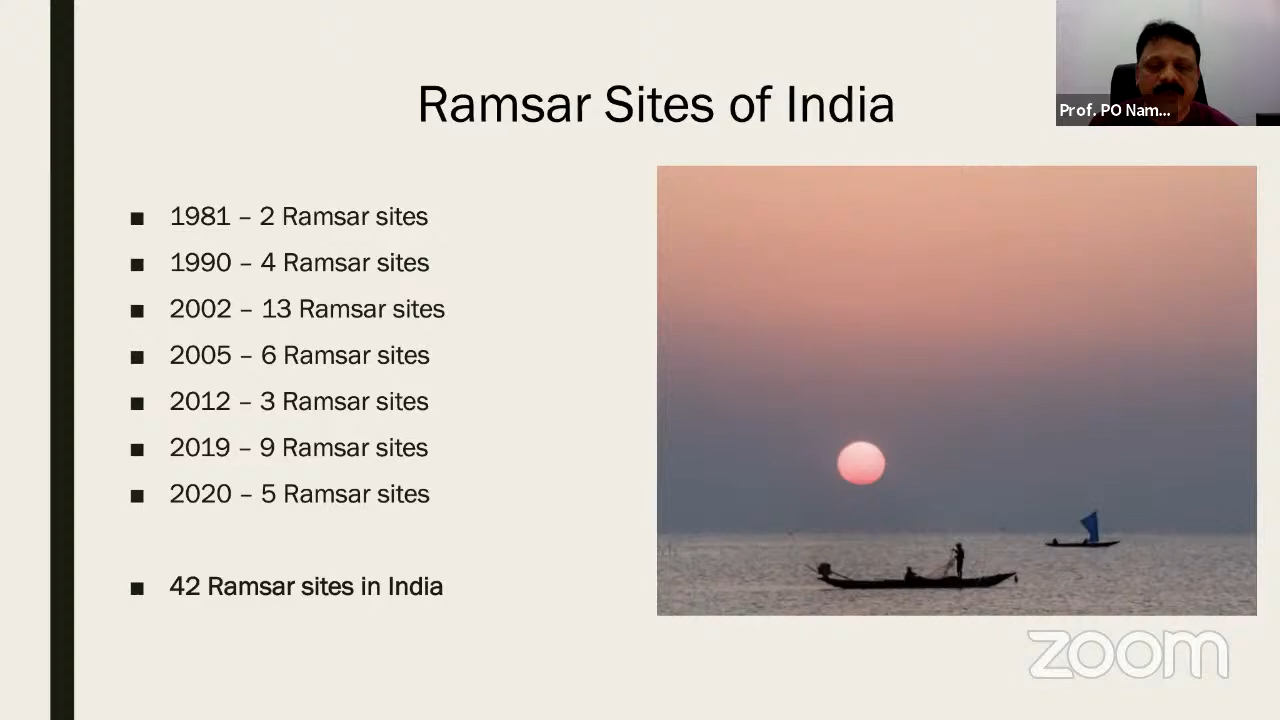 Ramsar Sites of India
Prof. PO Nam...
■ 1981 – 2 Ramsar sites
■ 1990 – 4 Ramsar sites
■ 2002 – 13 Ramsar sites
■ 2005 – 6 Ramsar sites
■ 2012 – 3 Ramsar sites
■ 2019 – 9 Ramsar sites
■ 2020 – 5 Ramsar sites
■ 42 Ramsar sites in India
zoom